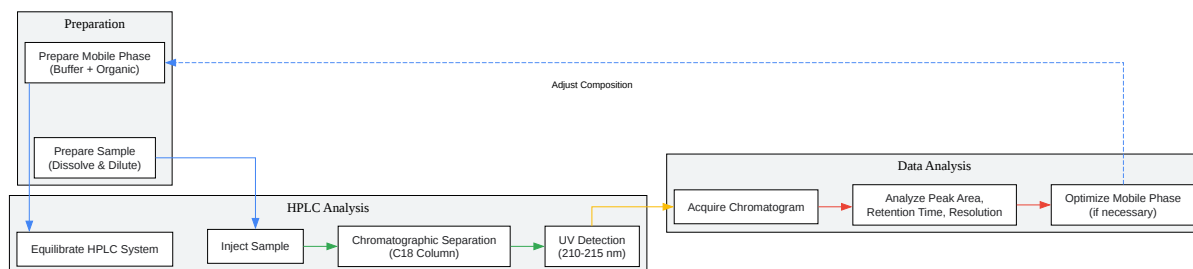 Preparation
Prepare Mobile Phase
(Buffer + Organic)
Adjust Composition
Prepare Sample
(Dissolve & Dilute)
HPLC Analysis
Equilibrate HPLC System
Inject Sample
Chromatographic Separation
(C18 Column)
UV Detection
(210-215 nm)
Data Analysis
Acquire Chromatogram
Analyze Peak Area,
Retention Time, Resolution
Optimize Mobile Phase
(if necessary)